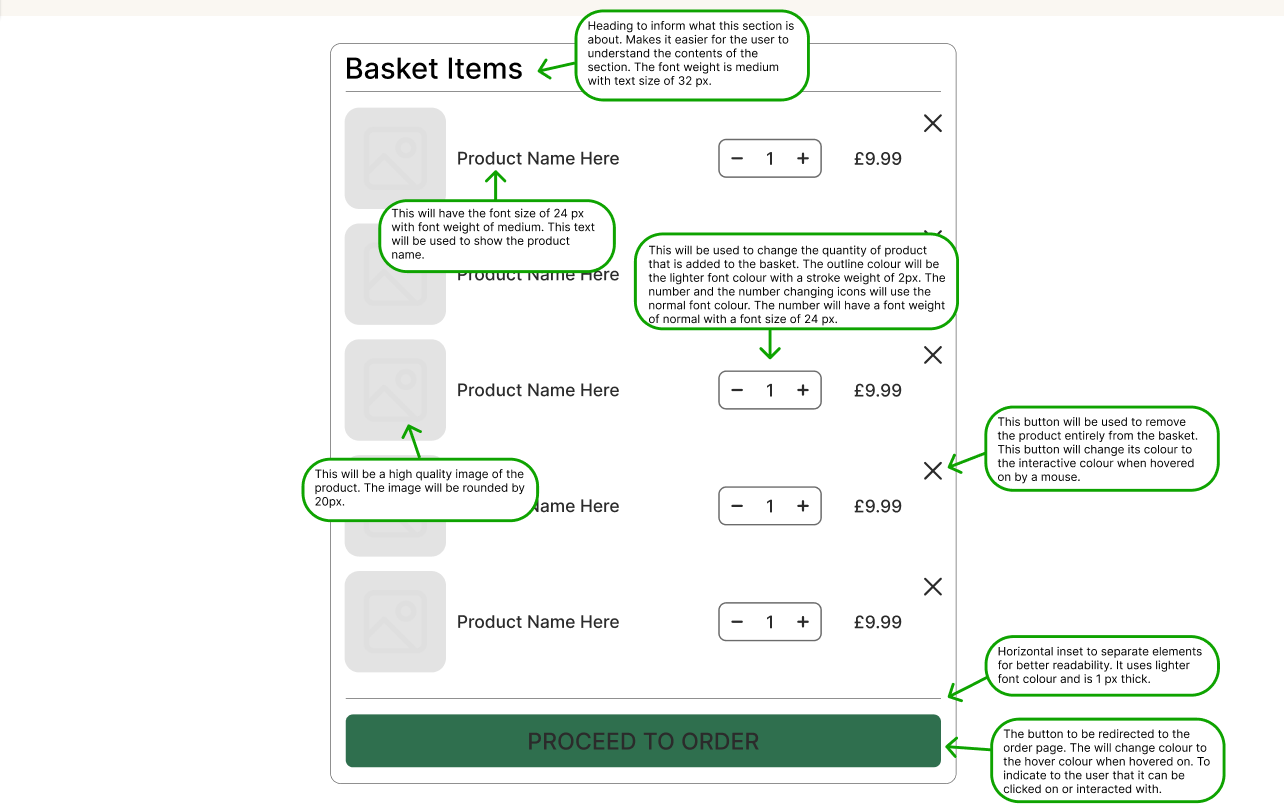 Heading to inform what this section is
about. Makes it easier for the user to
understand the contents of the
section. The font weight is medium
with text size of 32 px.
Basket Items
Product Name Here
− 1 +
£9.99
This will have the font size of 24 px
with font weight of medium. This text
will be used to show the product
name.
Product Name Here
This will be used to change the quantity of product
that is added to the basket. The outline colour will be
the lighter font colour with a stroke weight of 2px. The
number and the number changing icons will use the
normal font colour. The number will have a font weight
of normal with a font size of 24 px.
Product Name Here
− 1 +
£9.99
This button will be used to remove
the product entirely from the basket.
This button will change its colour to
the interactive colour when hovered
on by a mouse.
This will be a high quality image of the
product. The image will be rounded by
20px.
Name Here
− 1 +
£9.99
Product Name Here
− 1 +
£9.99
Horizontal inset to separate elements
for better readability. It uses lighter
font colour and is 1 px thick.
PROCEED TO ORDER
The button to be redirected to the
order page. The will change colour to
the hover colour when hovered on. To
indicate to the user that it can be
clicked on or interacted with.